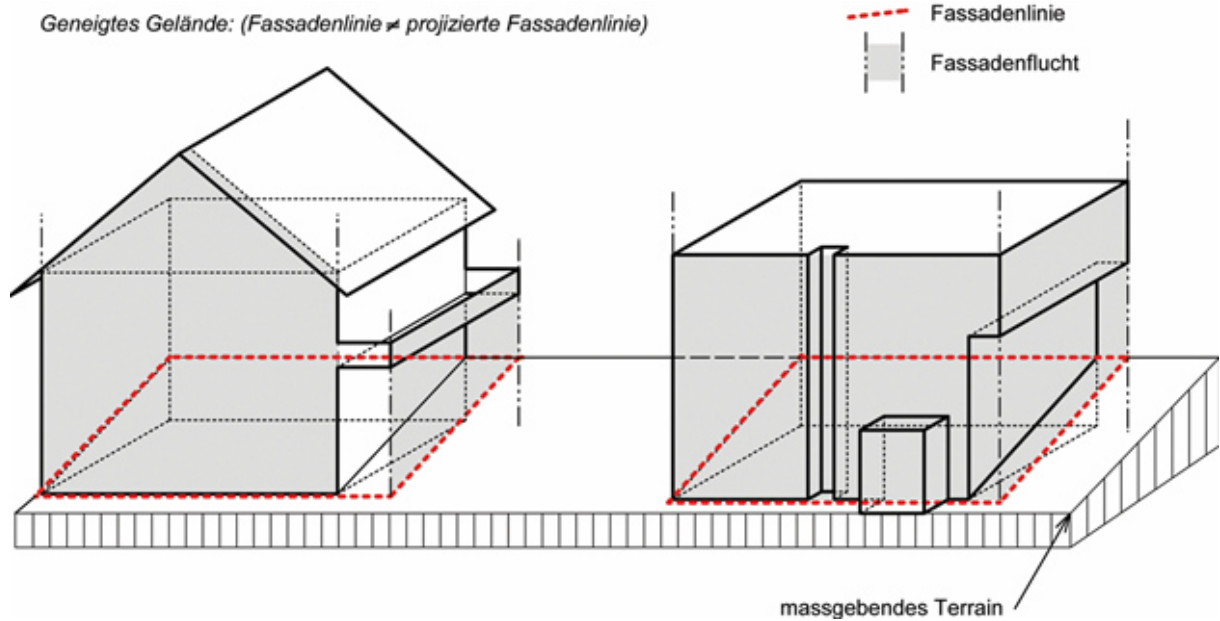 Geneigtes Gelände: (Fassadenlinie ≠ projizierte Fassadenlinie)
Fassadenlinie
Fassadenflucht
massgebendes Terrain